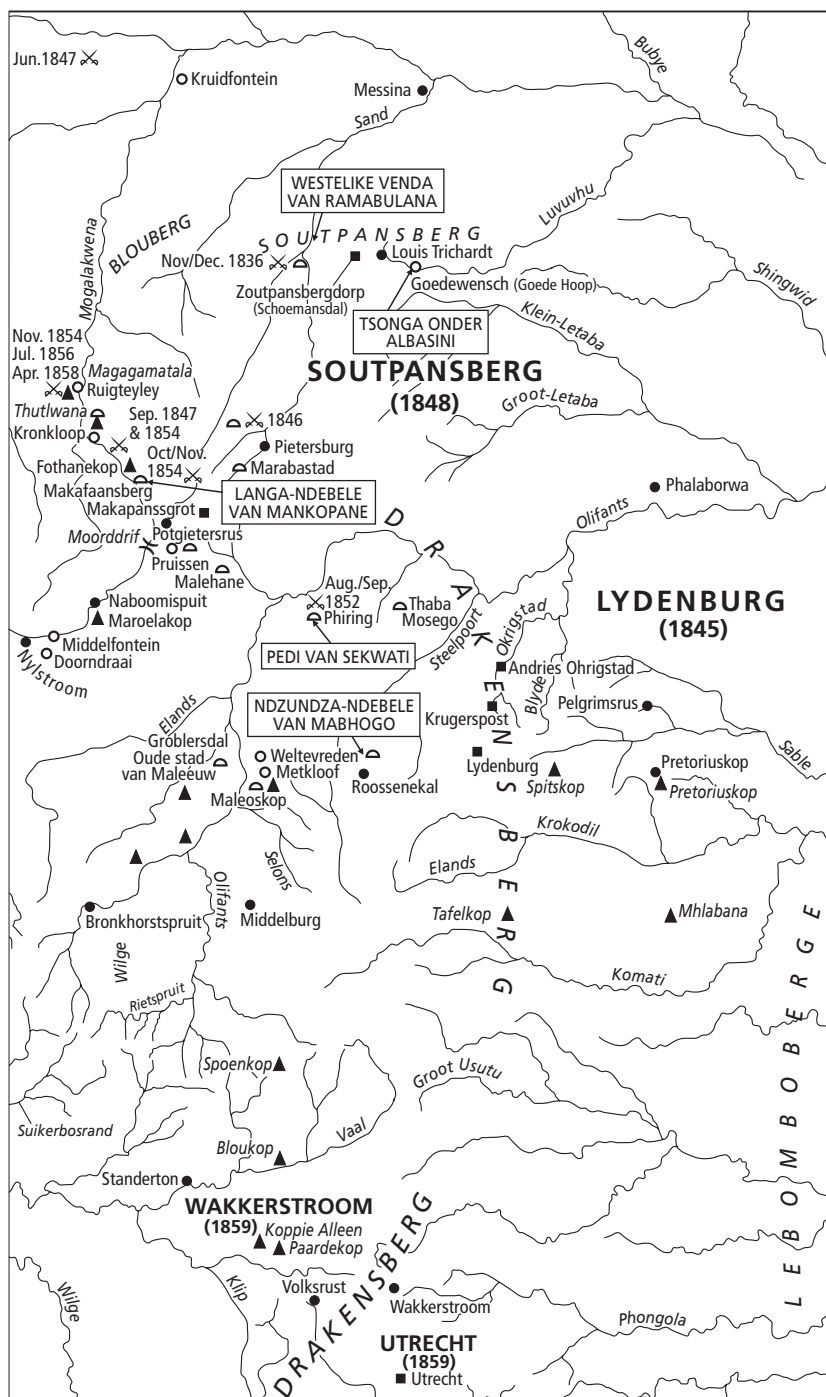 Jun.1847
Kruidfontein
Messina
Bubye
Sand
WESTELIKE VENDA
VAN RAMABULANA
Luvuvhu
BLOUBERG
SOUTPANSBERG
Mogalakwena
Nov/Dec. 1836
Louis Trichardt
Shingwid
Goedewensch (Goede Hoop)
Zoutpansbergdorp
(Schoemansdal)
TSONGA ONDER
ALBASINI
Klein-Letaba
Nov. 1854
Jul. 1856
Apr. 1858
Magagamatala
Ruigteyley
SOUTPANSBERG
(1848)
Groot-Letaba
Thutlwana
Kronkloop
Sep. 1847
& 1854
1846
Oct/Nov.
1854
Pietersburg
Fothanekop
Marabastad
Makafaansberg
LANGA-NDEBELE
VAN MANKOPANE
Phalaborwa
Makapanssgrot
Olifants
Moorddrif
Potgietersrus
Pruissen
Malehane
DRAKENSBERG
Aug./Sep.
1852
Phiring
Thaba
Mosego
LYDENBURG
(1845)
Naboomispuit
Maroelakop
Steelpoort
Okrigstad
PEDI VAN SEKWATI
Middelfontein
Doorndraai
Nylstroom
Andries Ohrigstad
Blyde
NDZUNDZA-NDEBELE
VAN MABHOGO
Krugerspost
Pelgrimsrus
Elands
Groblersdal
Oude stad
van Maleéuw
Weltevreden
Metkloof
Maleoskop
Roossenekal
Lydenburg
Spitskop
Pretoriuskop
Pretoriuskop
Sable
Krokodil
Elands
Selons
Olifants
Bronkhorstspruit
Middelburg
Tafelkop
Mhlabana
Wilge
Komati
Rietspruit
LEBOMBOBERGE
Spoenkop
Groot Usutu
Suikerbosrand
Bloukop
Vaal
Standerton
WAKKERSTROOM
(1859)
Koppie Alleen
Paardekop
DRAKENSBERG
Wilge
Klip
Volksrust
Wakkerstroom
Phongola
UTRECHT
(1859)
Utrecht